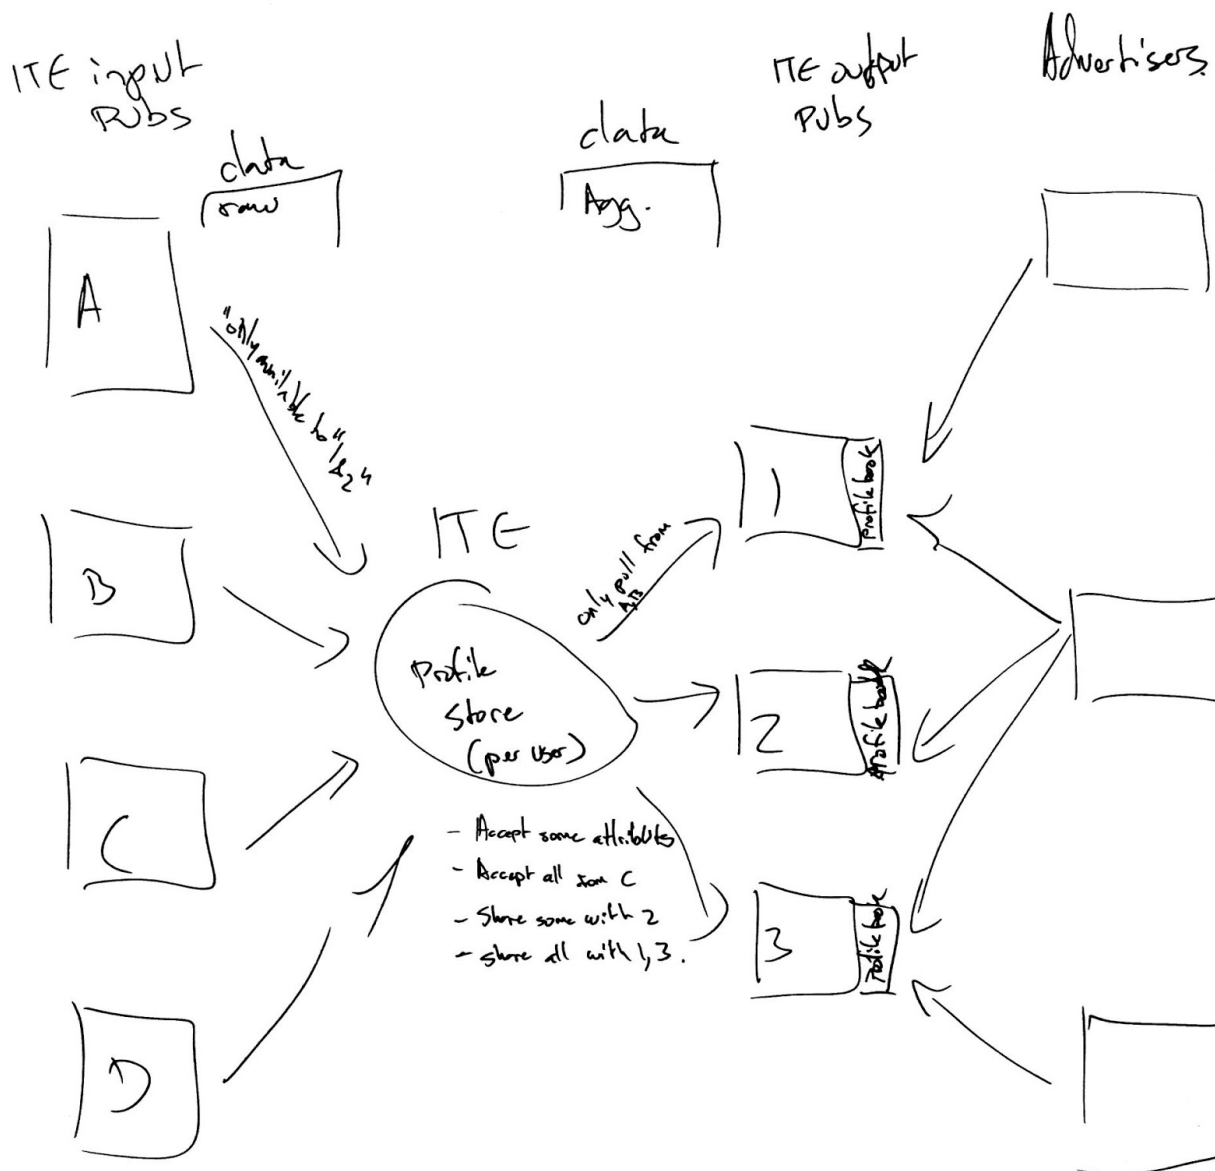 ITE input
pubs
data
raw
data
Agg.
ITE output
pubs
Advertisers
A
"only available to"
1&2"
B
C
D
ITE
Profile
store
(per user)
- Accept some attributes
- Accept all from C
- Share some with 2
- share all with 1, 3.
only pull from
A,B
1
profile book
2
profile book
3
Profile book